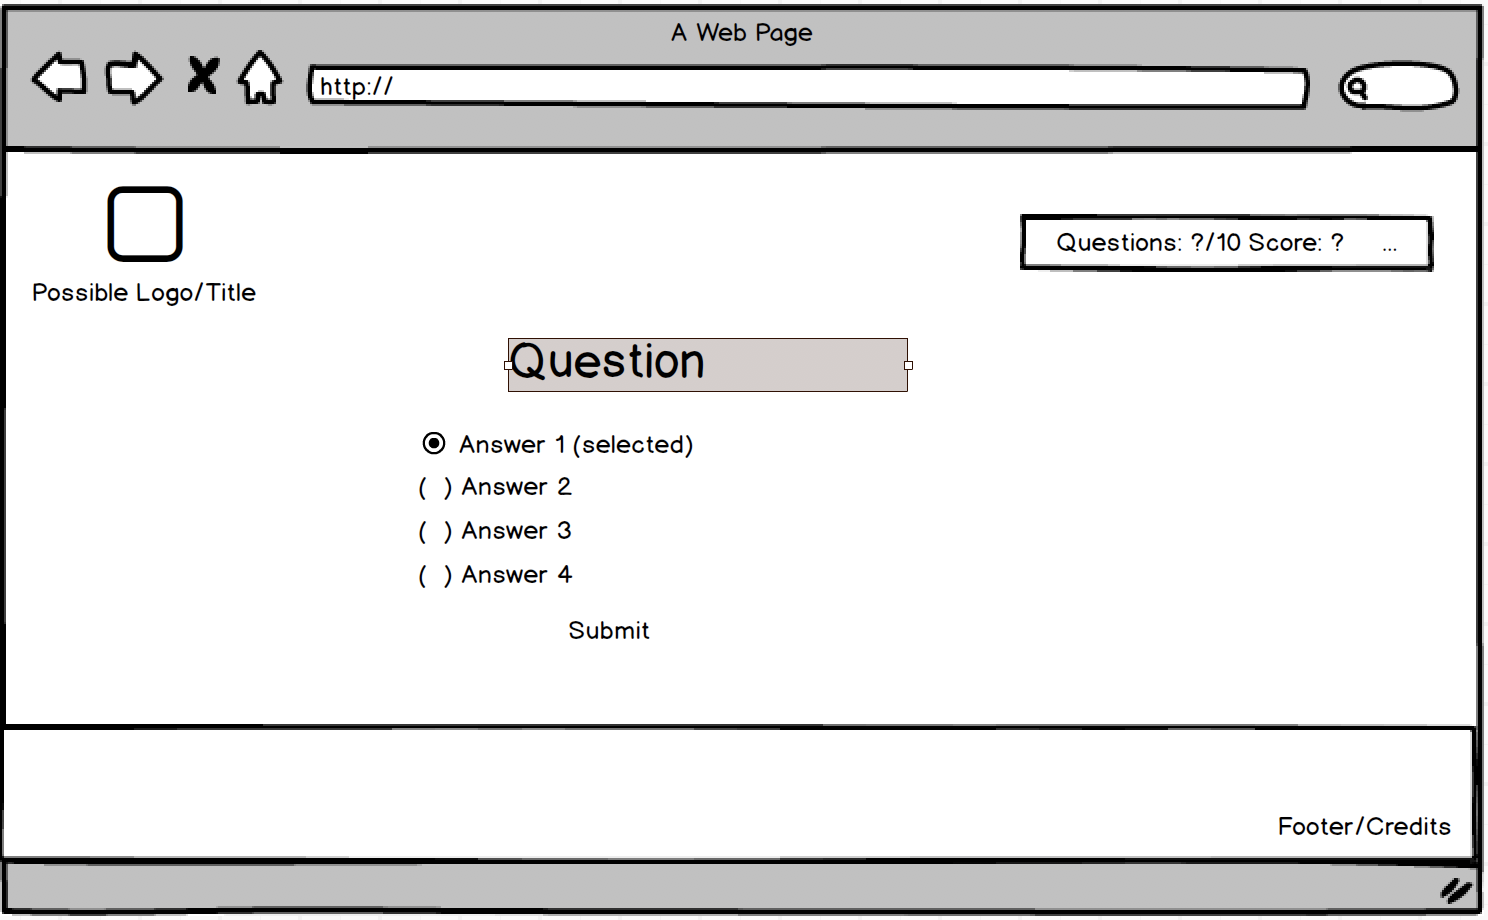 A Web Page
http://
Questions: ?/10 Score: ? ...
Possible Logo/Title
Question
Answer 1 (selected)
( ) Answer 2
( ) Answer 3
( ) Answer 4
Submit
Footer/Credits